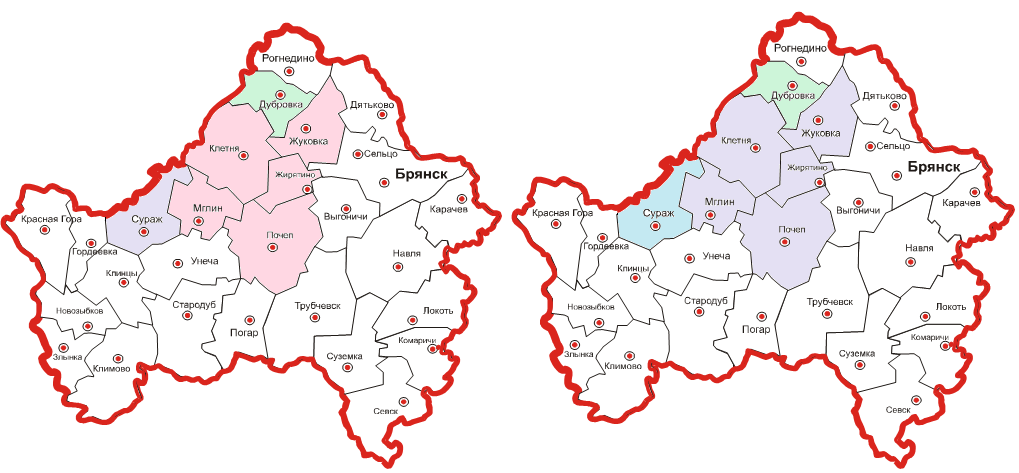 Рогнедино
Дубровка
Дятьково
Жуковка
Клетня
Сельцо
Жирятино
Брянск
Мглин
Выгоничи
Карачев
Красная Гора
Сураж
Почеп
Гордеевка
Унеча
Навля
Клинцы
Стародуб
Трубчевск
Новозыбков
Локоть
Погар
Комаричи
Злынка
Суземка
Климово
Севск
Рогнедино
Дубровка
Дятьково
Жуковка
Клетня
Сельцо
Жирятино
Брянск
Мглин
Выгоничи
Карачев
Красная Гора
Сураж
Почеп
Гордеевка
Унеча
Навля
Клинцы
Стародуб
Трубчевск
Новозыбков
Локоть
Погар
Комаричи
Злынка
Суземка
Климово
Севск